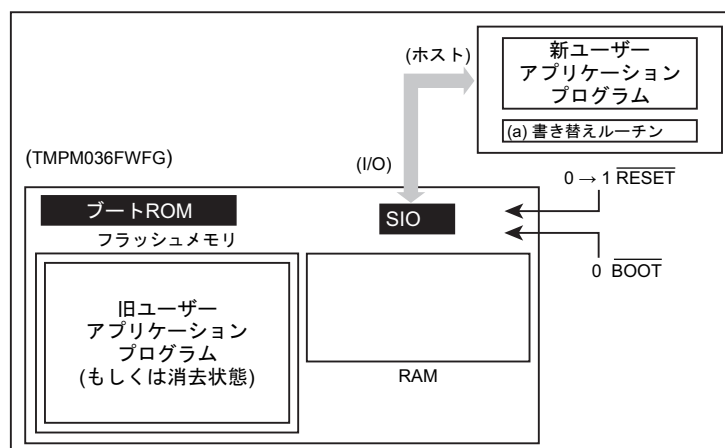 (ホスト)
新ユーザー
アプリケーション
プログラム
(a) 書き替えルーチン
(TMPM036FWFG)
(I/O)
0 → 1 RESET
ブートROM
SIO
フラッシュメモリ
0 BOOT
旧ユーザー
アプリケーション
プログラム
(もしくは消去状態)
RAM